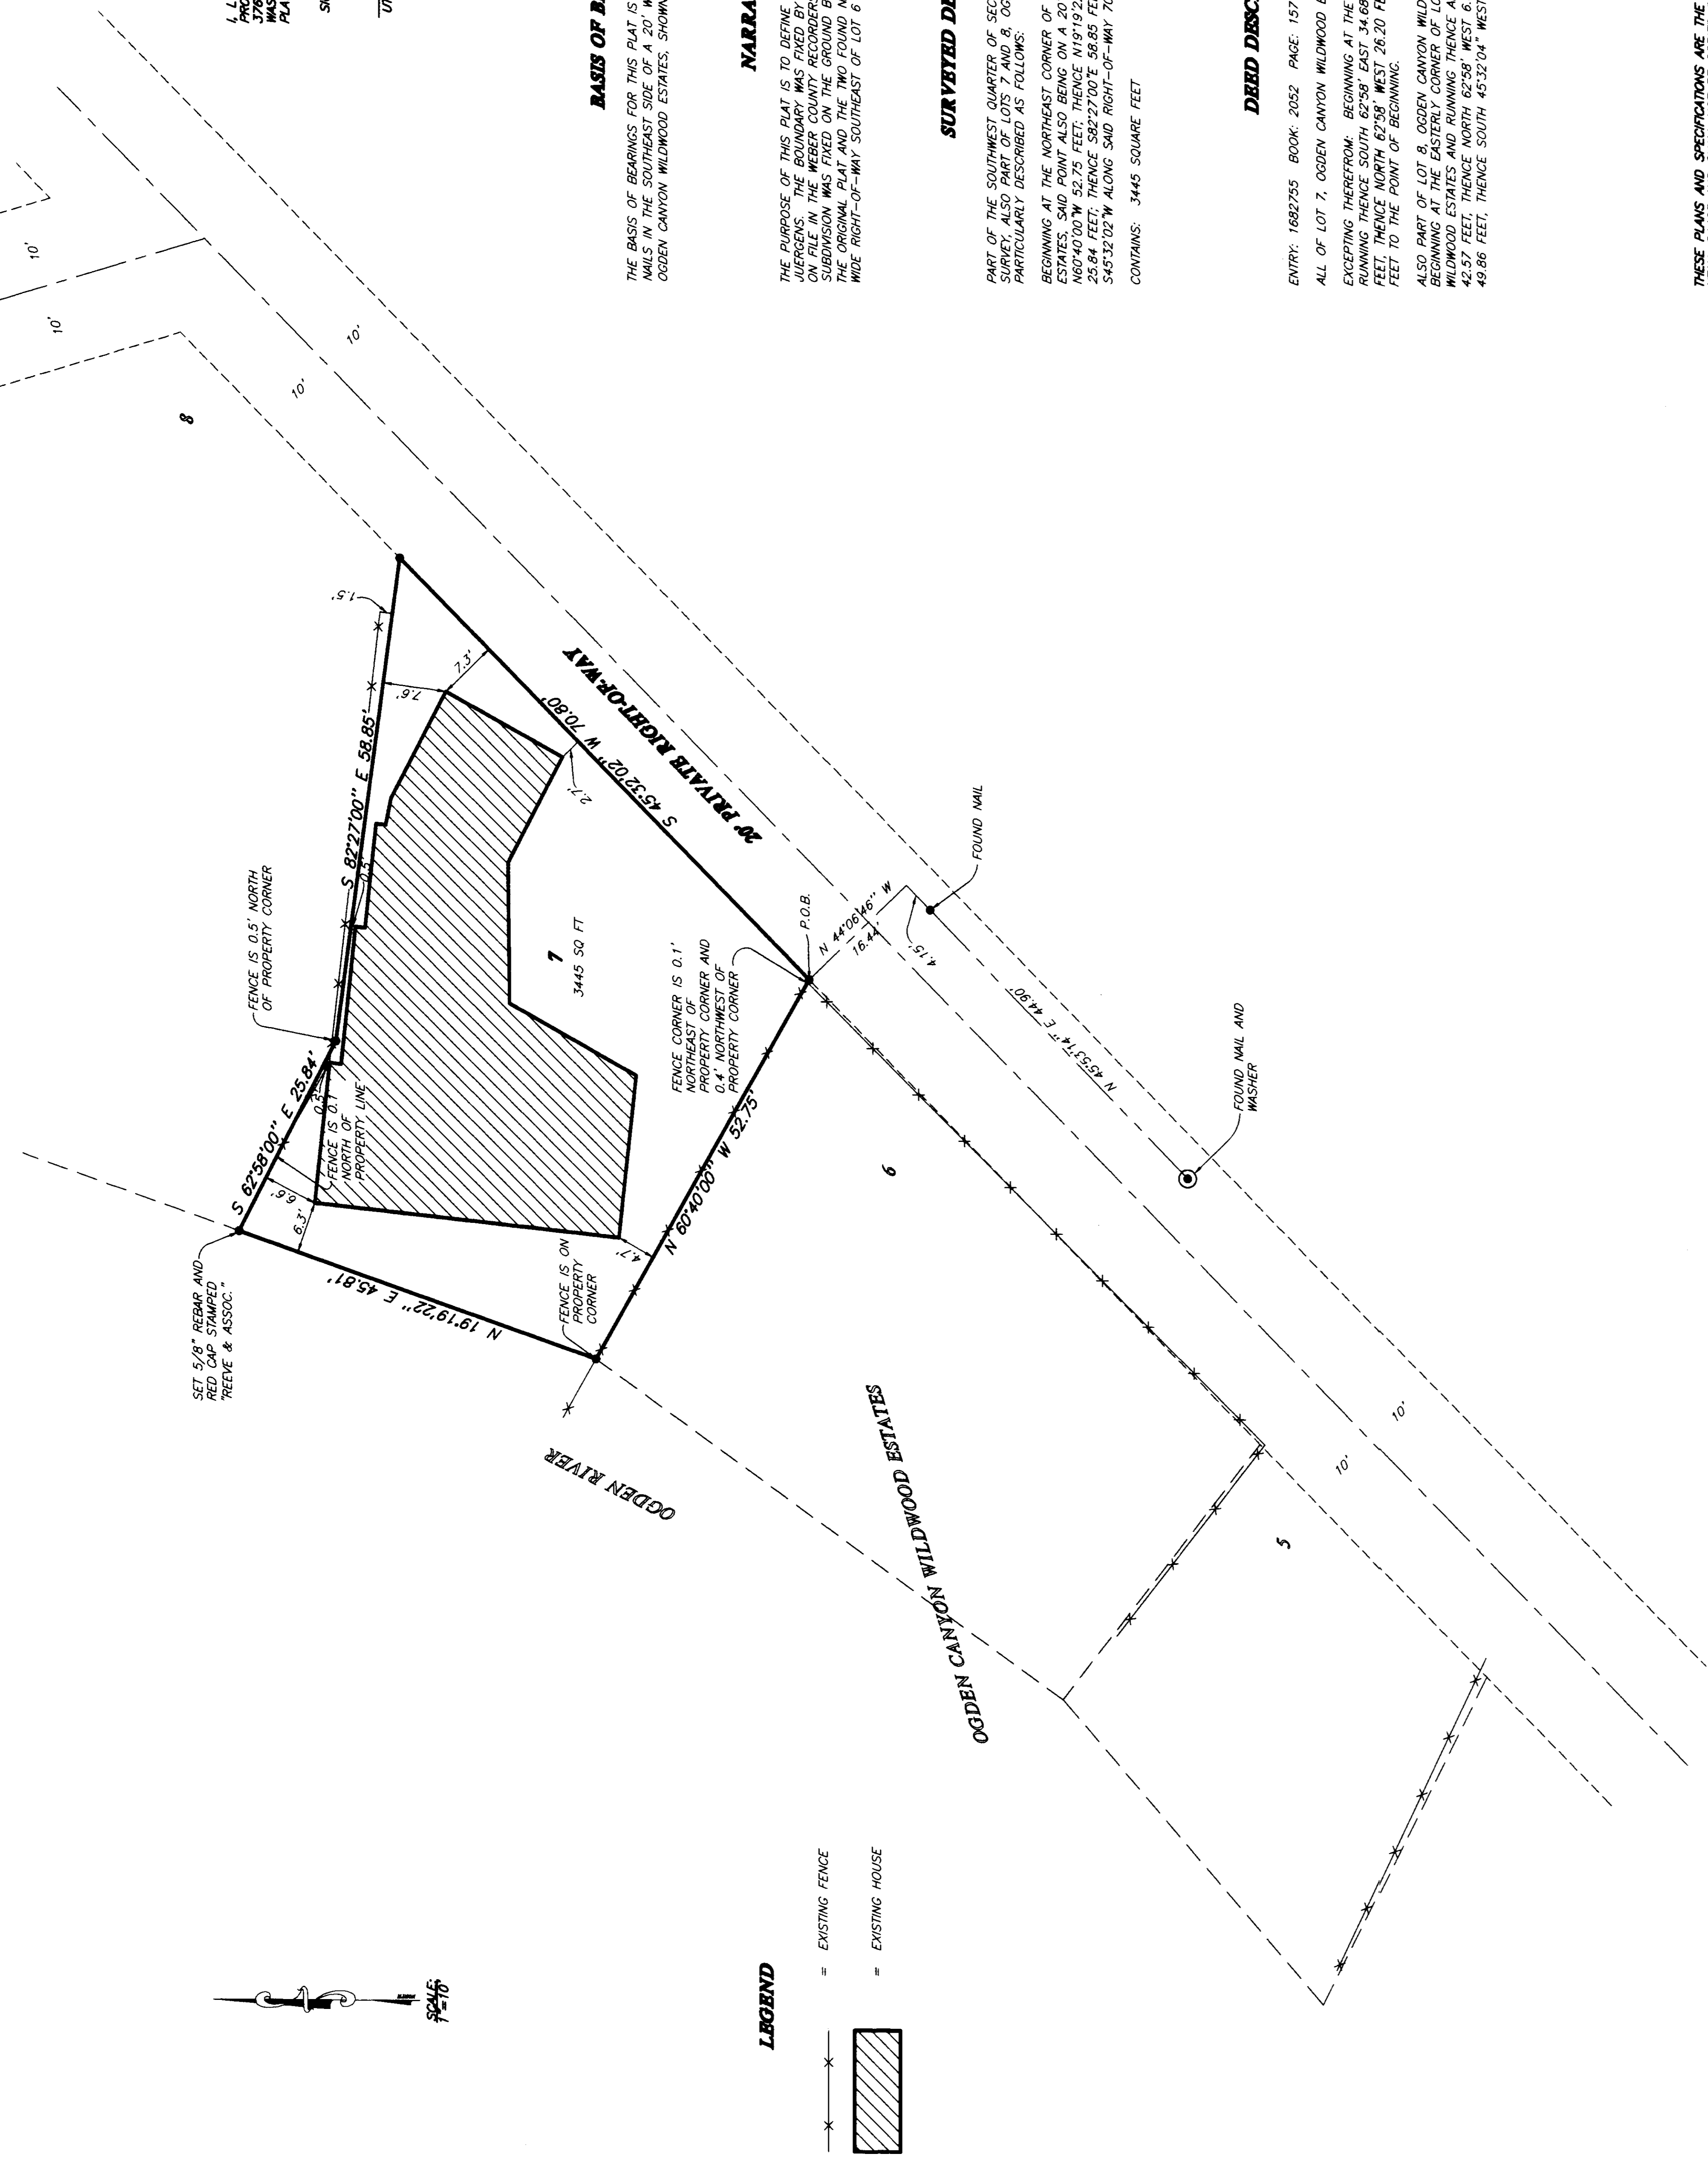 10'
10'
10'
10'
8
SET 5/8" REBAR AND
RED CAP STAMPED
"REEVE & ASSOC."
FENCE IS 0.5' NORTH
OF PROPERTY CORNER
S 62°58'00" E 25.84'
S 82°27'00" E 58.85'
1.5'
7.6'
7.3'
0.5'
0.5'
6.6'
6.3'
FENCE IS 0.1'
NORTH OF
PROPERTY LINE
N 19°19'22" E 45.81'
FENCE IS ON
PROPERTY
CORNER
4.7'
7
3445 SQ FT
2.7'
S 45°32'02" W 70.80'
20' PRIVATE RIGHT-OF-WAY
FENCE CORNER IS 0.1'
NORTHEAST OF
PROPERTY CORNER AND
0.4' NORTHWEST OF
PROPERTY CORNER
P.O.B.
N 60°40'00" W 52.75'
N 44°06'46" W
16.44'
4.15'
FOUND NAIL
N 45°53'14" E 44.90'
FOUND NAIL AND
WASHER
6
OGDEN RIVER
OGDEN CANYON WILDWOOD ESTATES
5
10'
10'
SCALE:
1"=10'
LEGEND
= EXISTING FENCE
= EXISTING HOUSE
I, L
PRO
376
WAS
PLA
BASIS OF B
THE BASIS OF BEARINGS FOR THIS PLAT IS
NAILS IN THE SOUTHEAST SIDE OF A 20' W
OGDEN CANYON WILDWOOD ESTATES, SHOWN
NARRA
THE PURPOSE OF THIS PLAT IS TO DEFINE
JUERGENS. THE BOUNDARY WAS FIXED BY
ON FILE IN THE WEBER COUNTY RECORDERS
SUBDIVISION WAS FIXED ON THE GROUND B
THE ORIGINAL PLAT AND THE TWO FOUND N
WIDE RIGHT-OF-WAY SOUTHEAST OF LOT 6
SURVEYED DE
PART OF THE SOUTHWEST QUARTER OF SEC
SURVEY, ALSO PART OF LOTS 7 AND 8, OG
PARTICULARLY DESCRIBED AS FOLLOWS:
BEGINNING AT THE NORTHEAST CORNER OF
ESTATES, SAID POINT ALSO BEING ON A 20
N60°40'00"W 52.75 FEET; THENCE N19°19'2
25.84 FEET; THENCE S82°27'00"E 58.85 FEE
S45°32'02"W ALONG SAID RIGHT-OF-WAY 70
CONTAINS: 3445 SQUARE FEET
DEED DESC
ENTRY: 1682755 BOOK: 2052 PAGE: 157
ALL OF LOT 7, OGDEN CANYON WILDWOOD E
EXCEPTING THEREFROM: BEGINNING AT THE
RUNNING THENCE SOUTH 62°58' EAST 34.68
FEET, THENCE NORTH 62°58' WEST 26.20 FE
FEET TO THE POINT OF BEGINNING.
ALSO PART OF LOT 8, OGDEN CANYON WILD
BEGINNING AT THE EASTERLY CORNER OF LO
WILDWOOD ESTATES AND RUNNING THENCE A
42.57 FEET, THENCE NORTH 62°58' WEST 6.
49.86 FEET, THENCE SOUTH 45°32'04" WEST
THESE PLANS AND SPECIFICATIONS ARE THE